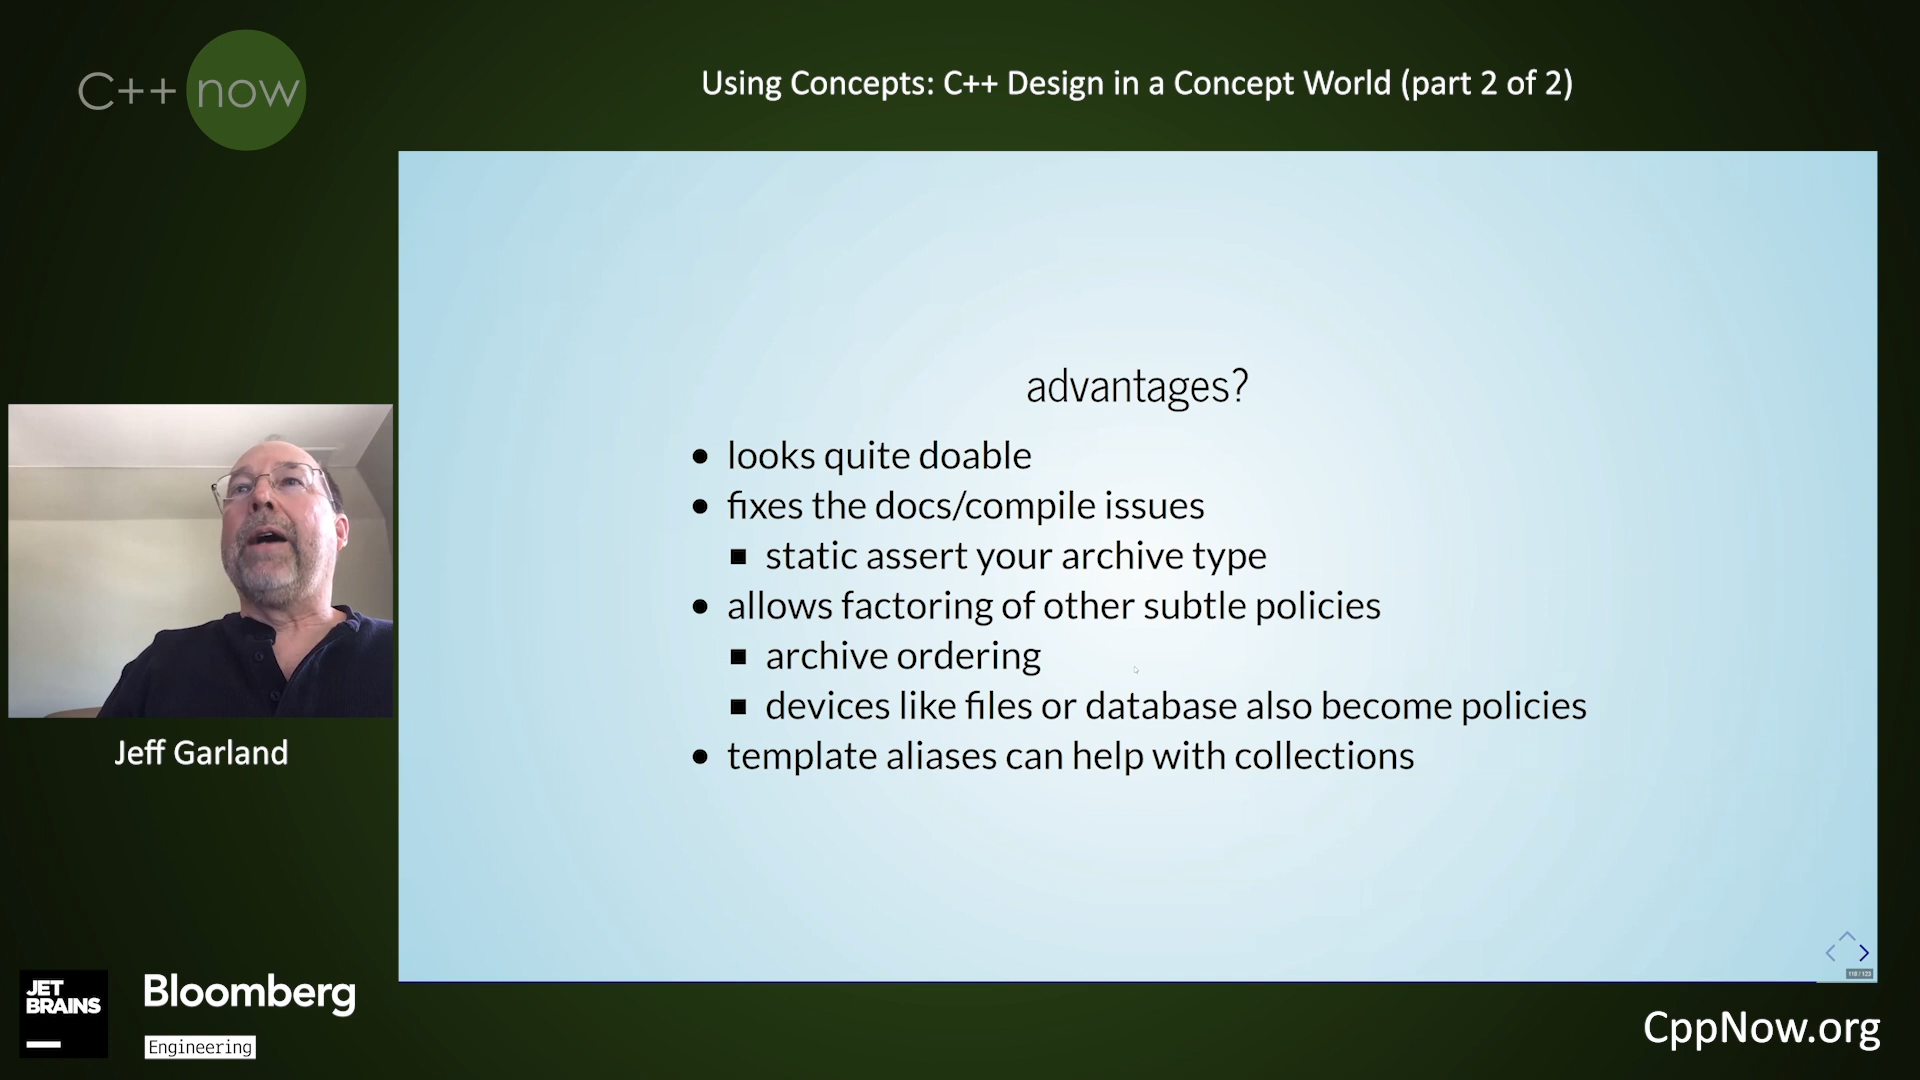 C++ now
Using Concepts: C++ Design in a Concept World (part 2 of 2)
advantages?
looks quite doable
fixes the docs/compile issues
static assert your archive type
allows factoring of other subtle policies
archive ordering
devices like files or database also become policies
template aliases can help with collections
Jeff Garland
JET
BRAINS
Bloomberg
Engineering
CppNow.org